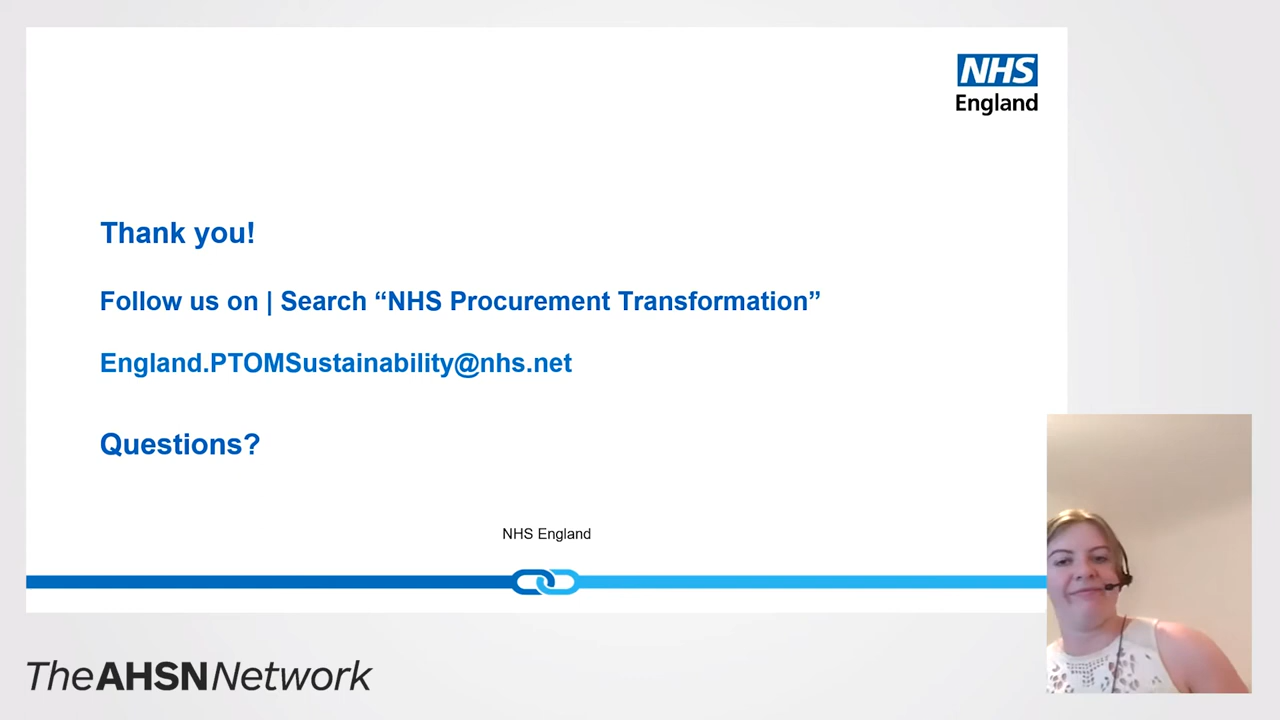 NHS
England
Thank you!
Follow us on | Search “NHS Procurement Transformation”
England.PTOMSustainability@nhs.net
Questions?
NHS England
TheAHSNNetwork